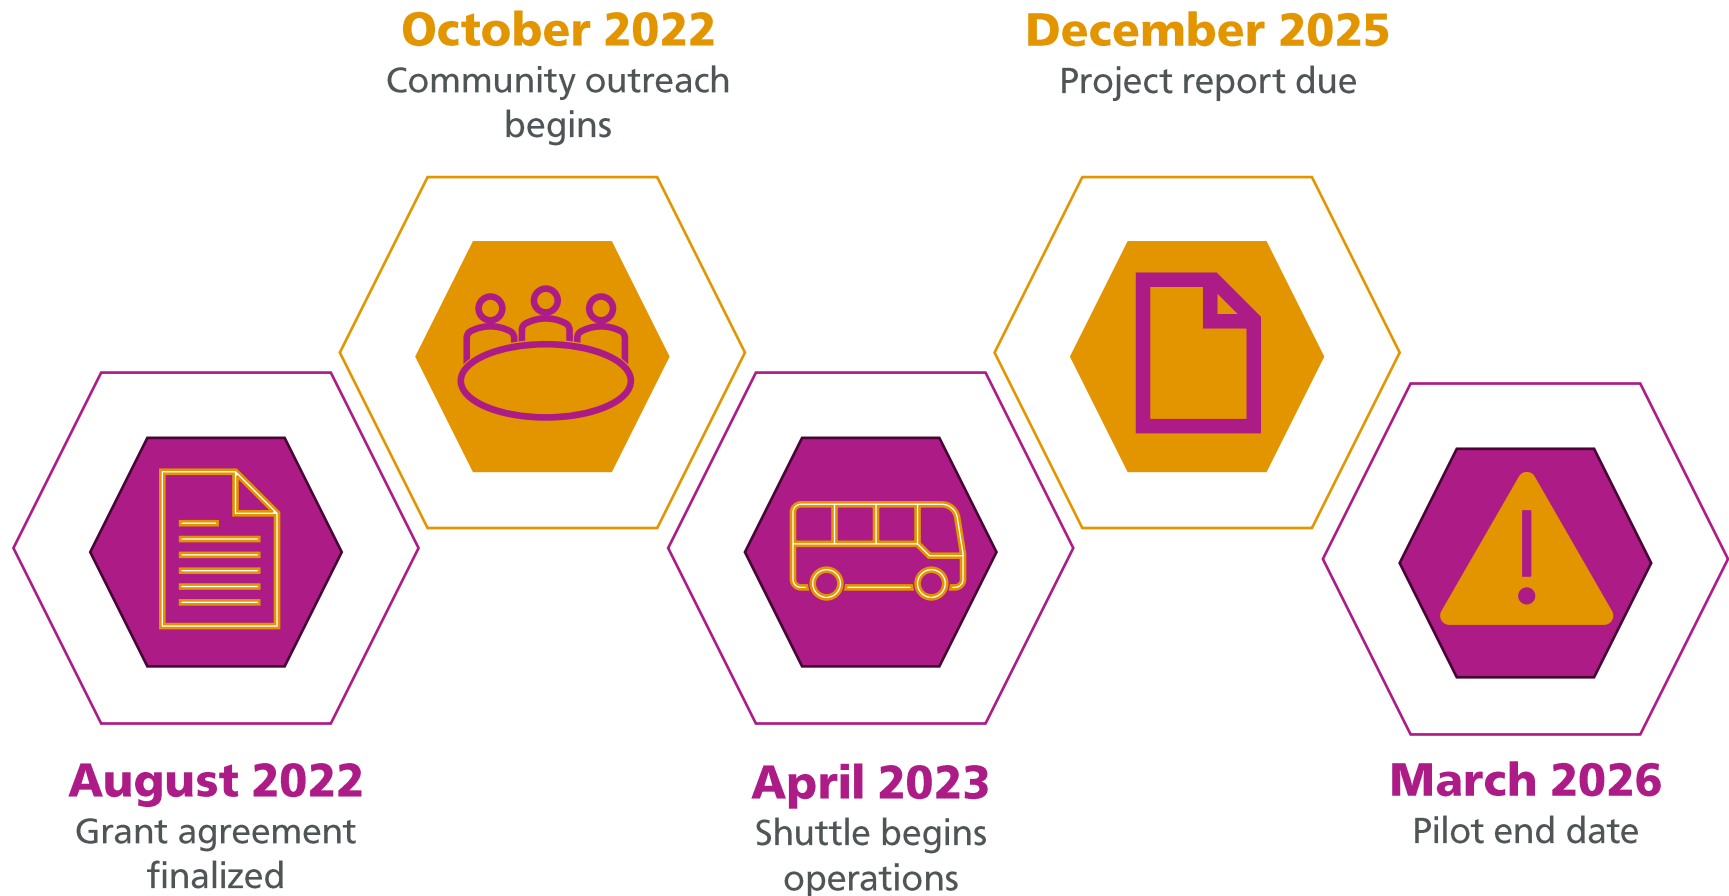 October 2022
Community outreach
begins
December 2025
Project report due
August 2022
Grant agreement
finalized
April 2023
Shuttle begins
operations
March 2026
Pilot end date